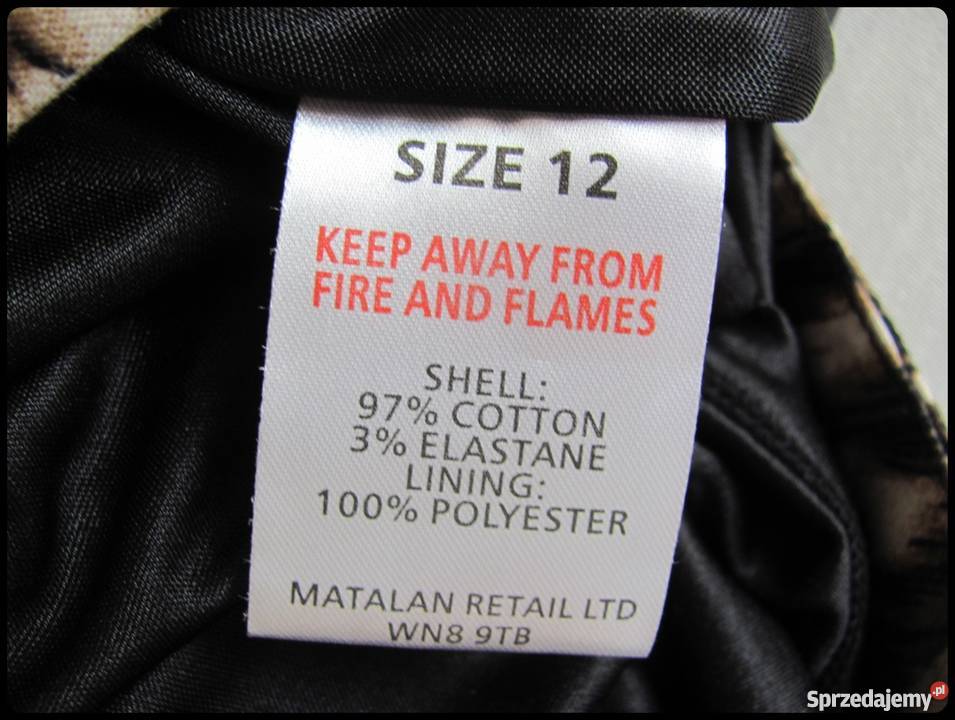 SIZE 12
KEEP AWAY FROM
FIRE AND FLAMES
SHELL:
97% COTTON
3% ELASTANE
LINING:
100% POLYESTER
MATALAN RETAIL LTD
WN8 9TB
Sprzedajemy.pl